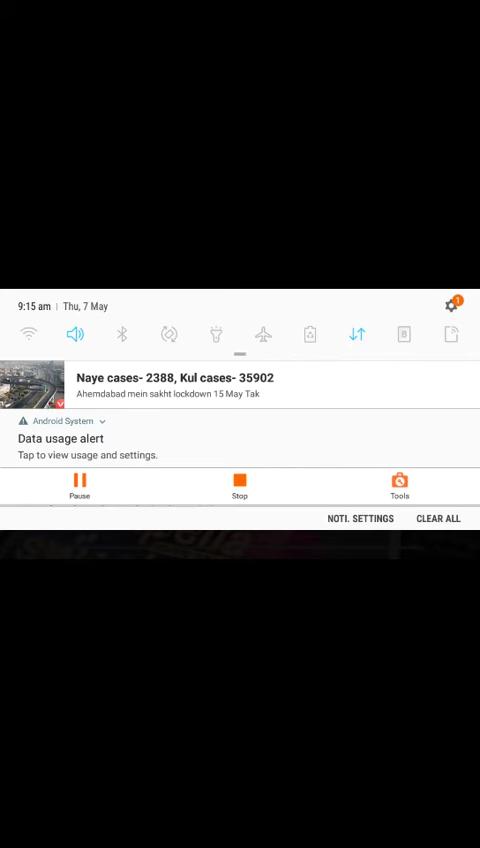 9:15 am | Thu, 7 May
1
Naye cases- 2388, Kul cases- 35902
Ahemdabad mein sakht lockdown 15 May Tak
Android System
Data usage alert
Tap to view usage and settings.
Pause Stop Tools
NOTI. SETTINGS CLEAR ALL